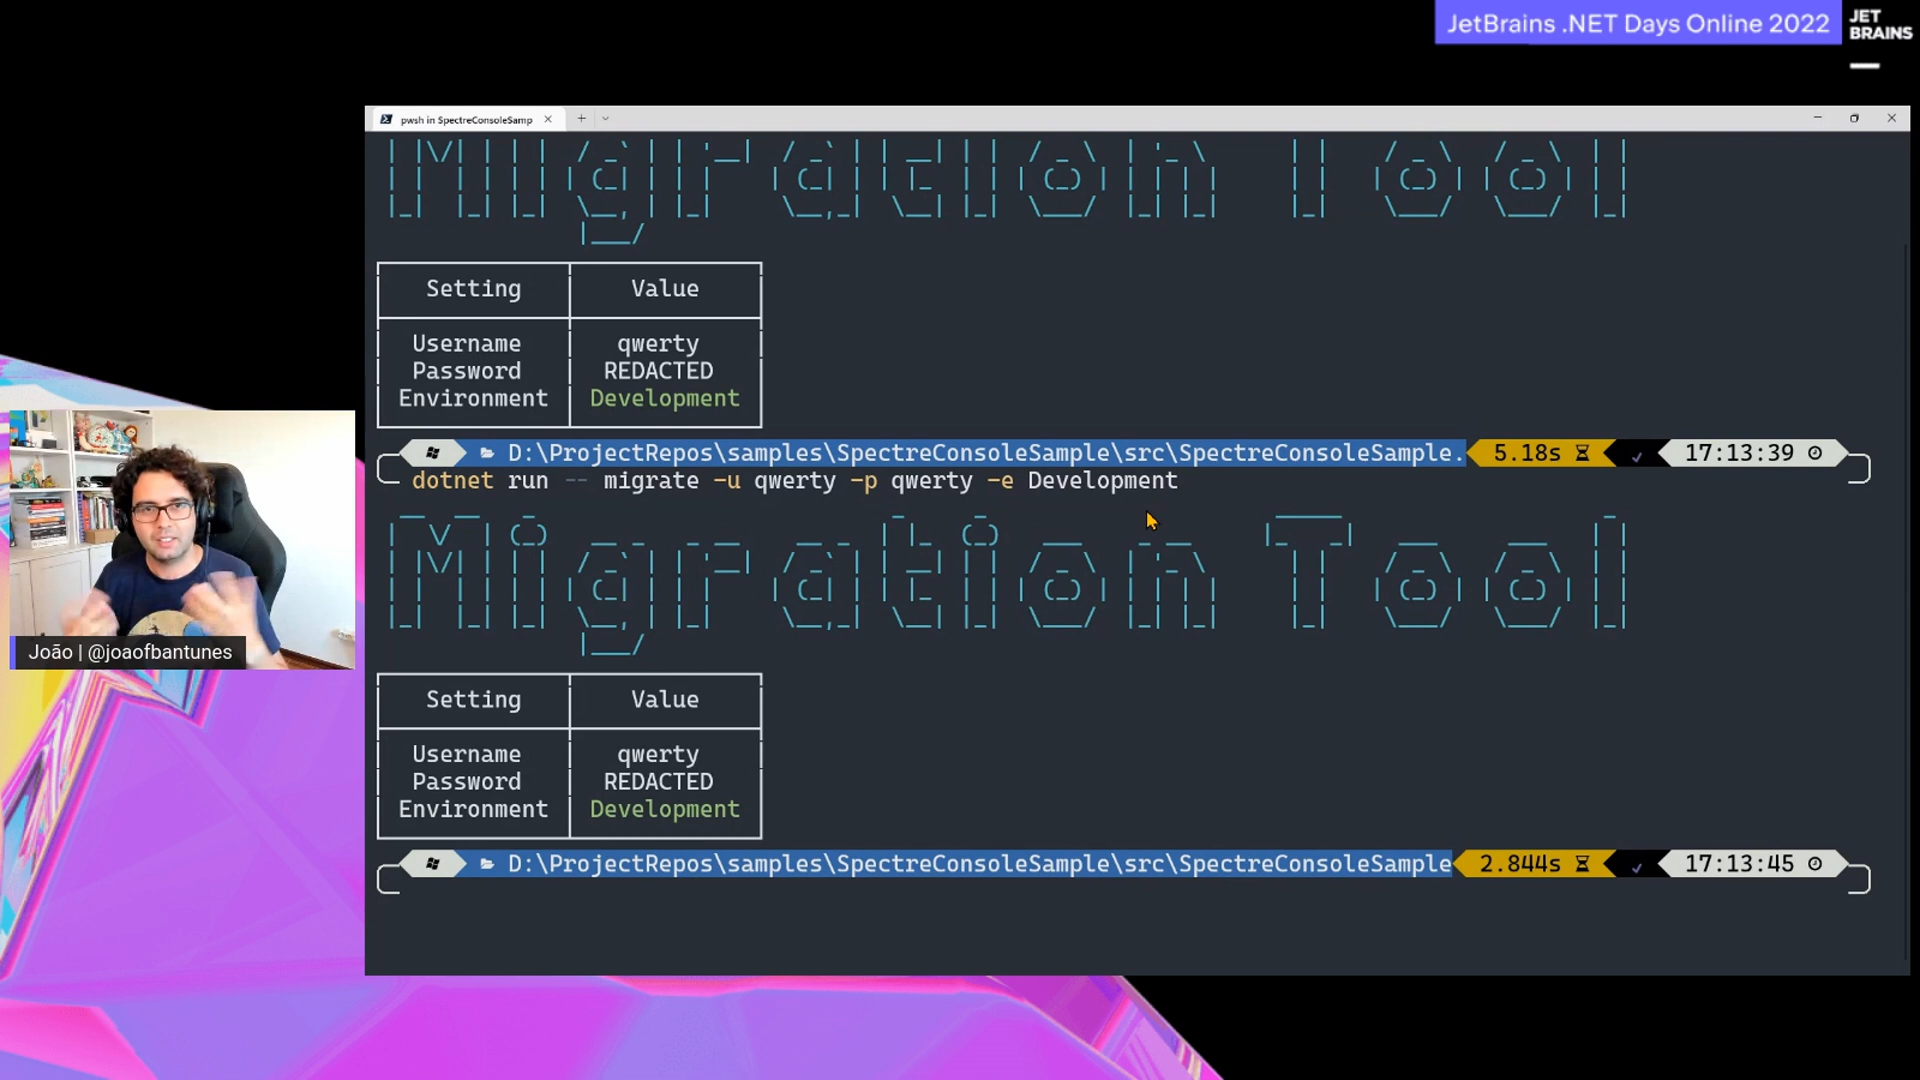 JetBrains .NET Days Online 2022
JET
BRAINS
pwsh in SpectreConsoleSamp
Migration Tool
Setting Value
Username qwerty
Password REDACTED
Environment Development
D:\ProjectRepos\samples\SpectreConsoleSample\src\SpectreConsoleSample. 5.18s 17:13:39
dotnet run -- migrate -u qwerty -p qwerty -e Development
Migration Tool
Setting Value
Username qwerty
Password REDACTED
Environment Development
D:\ProjectRepos\samples\SpectreConsoleSample\src\SpectreConsoleSample 2.844s 17:13:45
João | @joaofbantunes